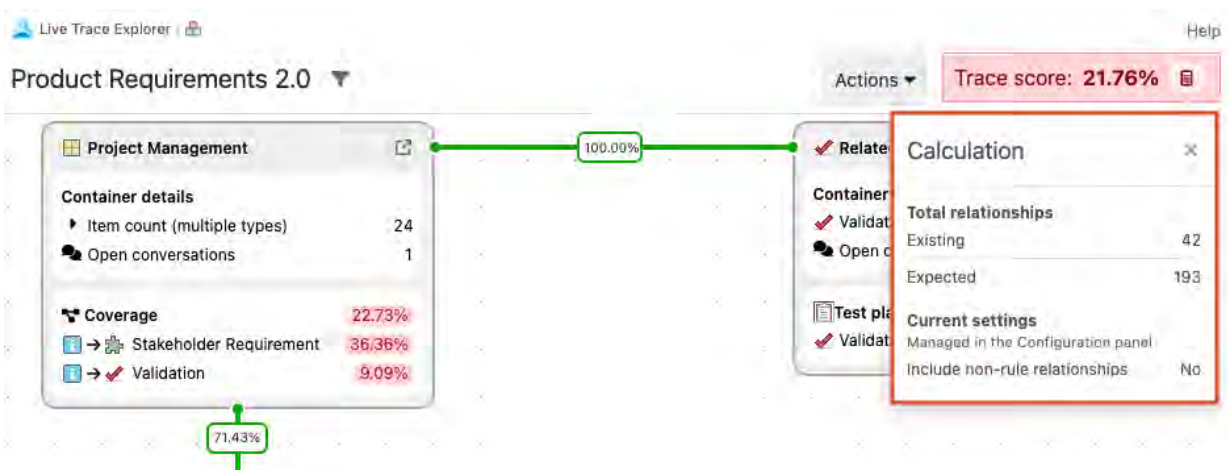 Live Trace Explorer
Help
Product Requirements 2.0
Actions
Trace score: 21.76%
Project Management
Container details
Item count (multiple types) 24
Open conversations 1
Coverage 22.73%
Stakeholder Requirement 36.36%
Validation 9.09%
71.43%
100.00%
Relate
Container
Validat
Open c
Test pla
Validat
Calculation
Total relationships
Existing 42
Expected 193
Current settings
Managed in the Configuration panel
Include non-rule relationships No